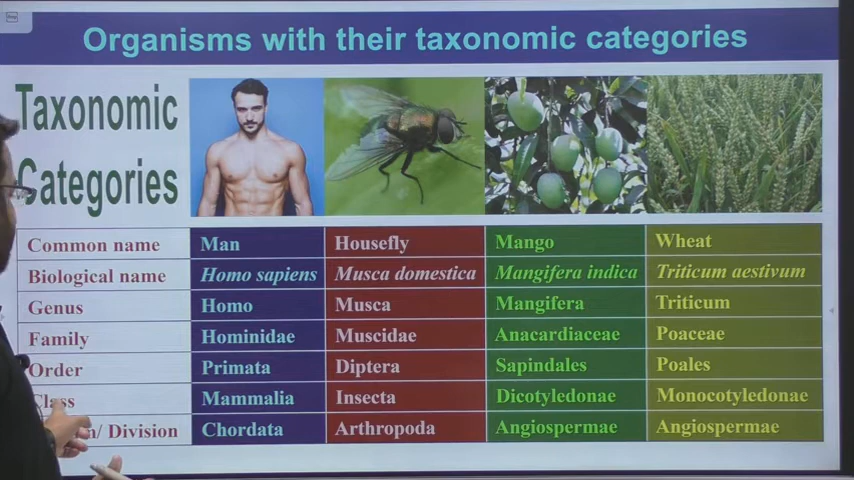 Organisms with their taxonomic categories
Taxonomic
Categories
Common name Man Housefly Mango Wheat
Biological name Homo sapiens Musca domestica Mangifera indica Triticum aestivum
Genus Homo Musca Mangifera Triticum
Family Hominidae Muscidae Anacardiaceae Poaceae
Order Primata Diptera Sapindales Poales
Class Mammalia Insecta Dicotyledonae Monocotyledonae
/ Division Chordata Arthropoda Angiospermae Angiospermae